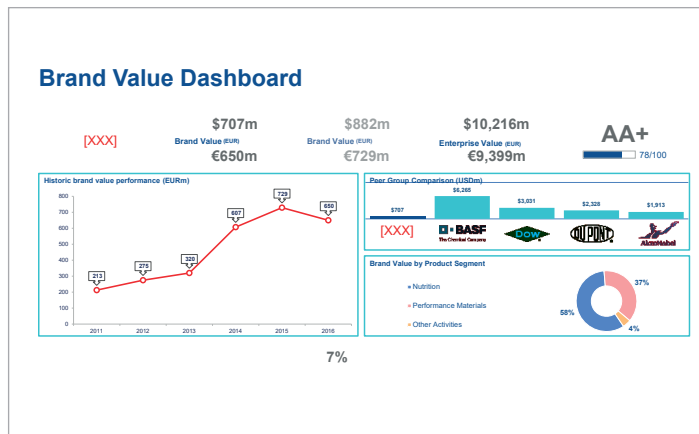 Brand Value Dashboard
[XXX]
$707m
Brand Value (EUR)
€650m
$882m
Brand Value (EUR)
€729m
$10,216m
Enterprise Value (EUR)
€9,399m
AA+
78/100
Historic brand value performance (EURm)
800
700
600
500
400
300
200
100
0
213
275
320
607
729
650
2011
2012
2013
2014
2015
2016
Peer Group Comparison (USDm)
$707
$6,265
$3,031
$2,328
$1,913
[XXX]
BASF
The Chemical Company
Dow
DUPONT
AkzoNobel
Brand Value by Product Segment
Nutrition
Performance Materials
Other Activities
37%
58%
4%
7%